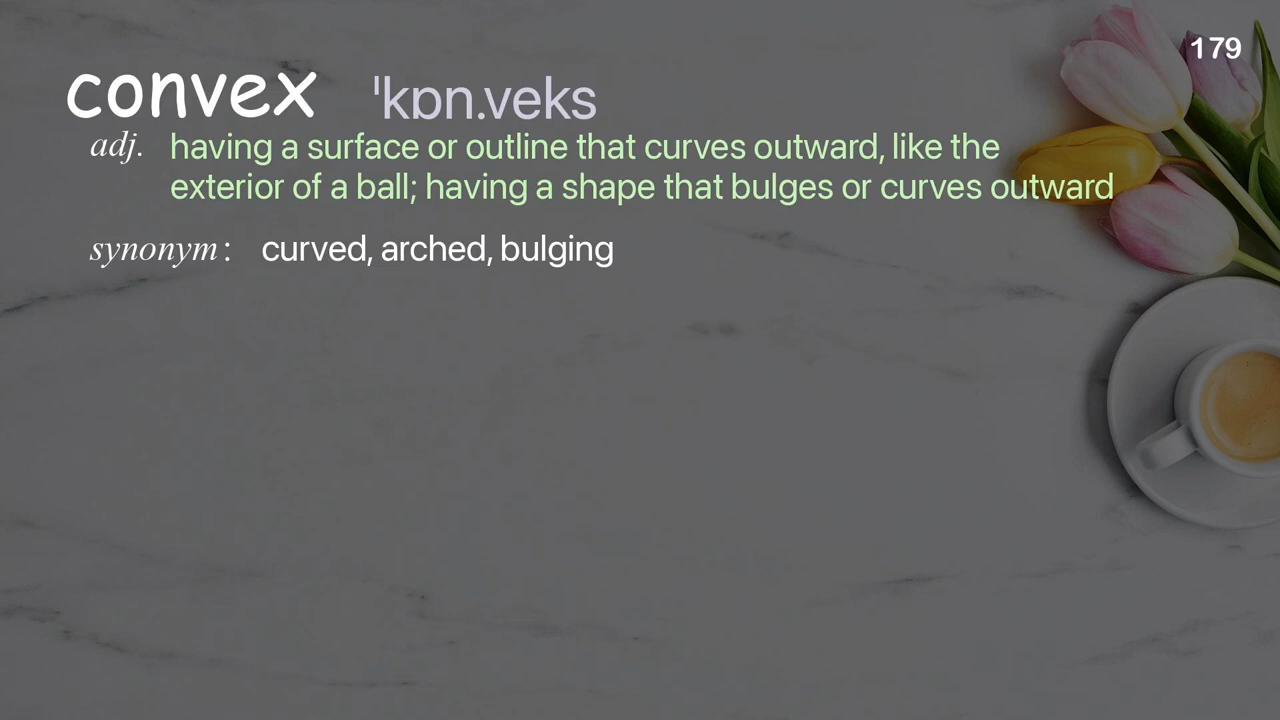 179
convex ˈkɒn.veks
adj. having a surface or outline that curves outward, like the
exterior of a ball; having a shape that bulges or curves outward
synonym: curved, arched, bulging